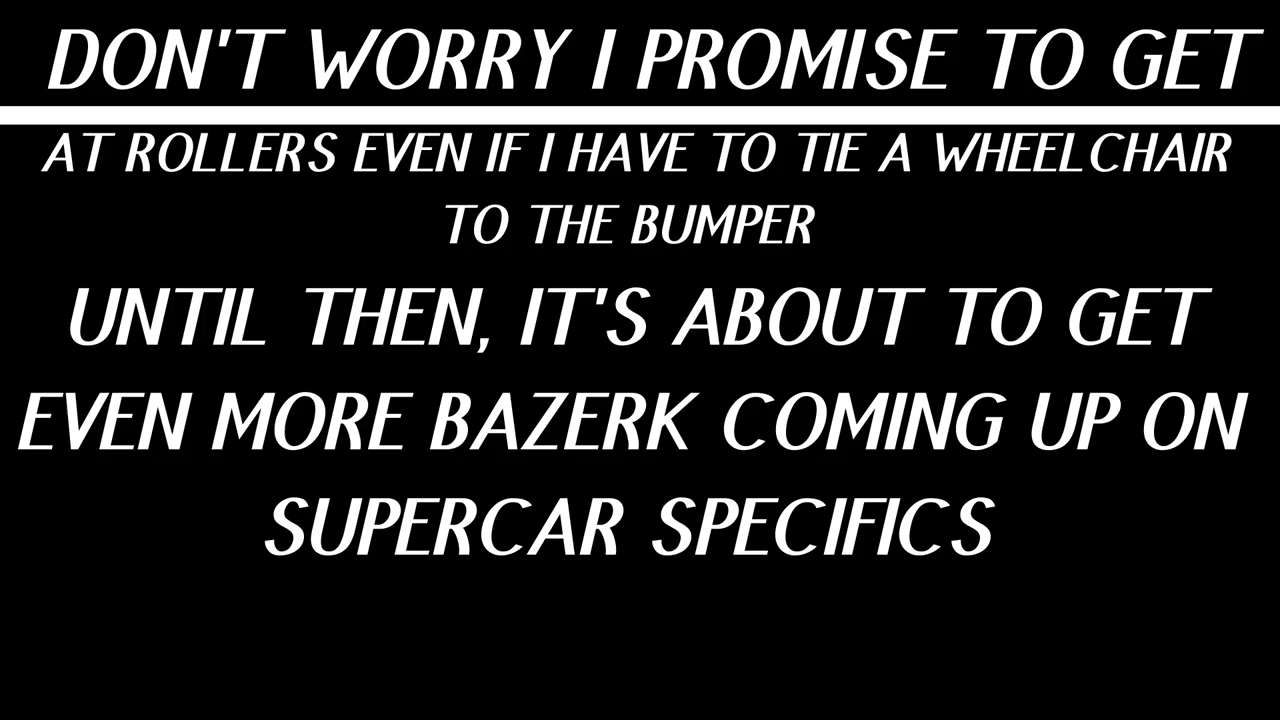 DON'T WORRY I PROMISE TO GET
AT ROLLERS EVEN IF I HAVE TO TIE A WHEELCHAIR
TO THE BUMPER
UNTIL THEN, IT'S ABOUT TO GET
EVEN MORE BAZERK COMING UP ON
SUPERCAR SPECIFICS